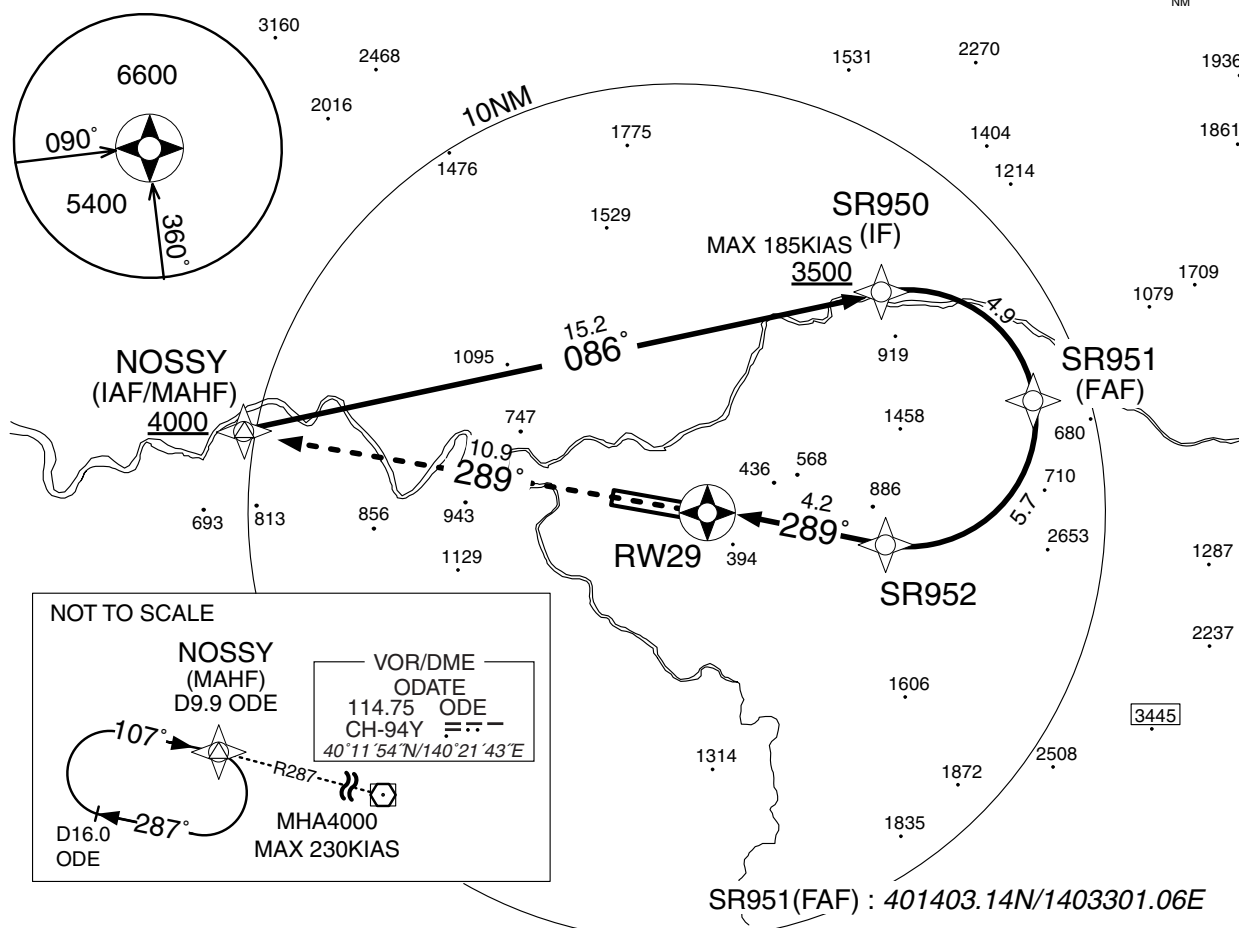 NM
3160
2468
2016
1531
2270
1936
6600
090°
5400
360°
10NM
1775
1476
1404
1861
1214
1529
SR950
(IF)
MAX 185KIAS
3500
1709
1079
4.9
15.2
086°
919
NOSSY
(IAF/MAHF)
4000
1095
SR951
(FAF)
747
1458
680
10.9
289°
436
568
886
710
4.2
289°
5.7
693
813
856
943
RW29
394
2653
1129
1287
SR952
NOT TO SCALE
NOSSY
(MAHF)
D9.9 ODE
VOR/DME
ODATE
114.75 ODE
CH-94Y
40°11′54″N/140°21′43″E
107°
R287
287°
D16.0
ODE
MHA4000
MAX 230KIAS
2237
1606
3445
1314
2508
1872
1835
SR951(FAF) : 401403.14N/1403301.06E